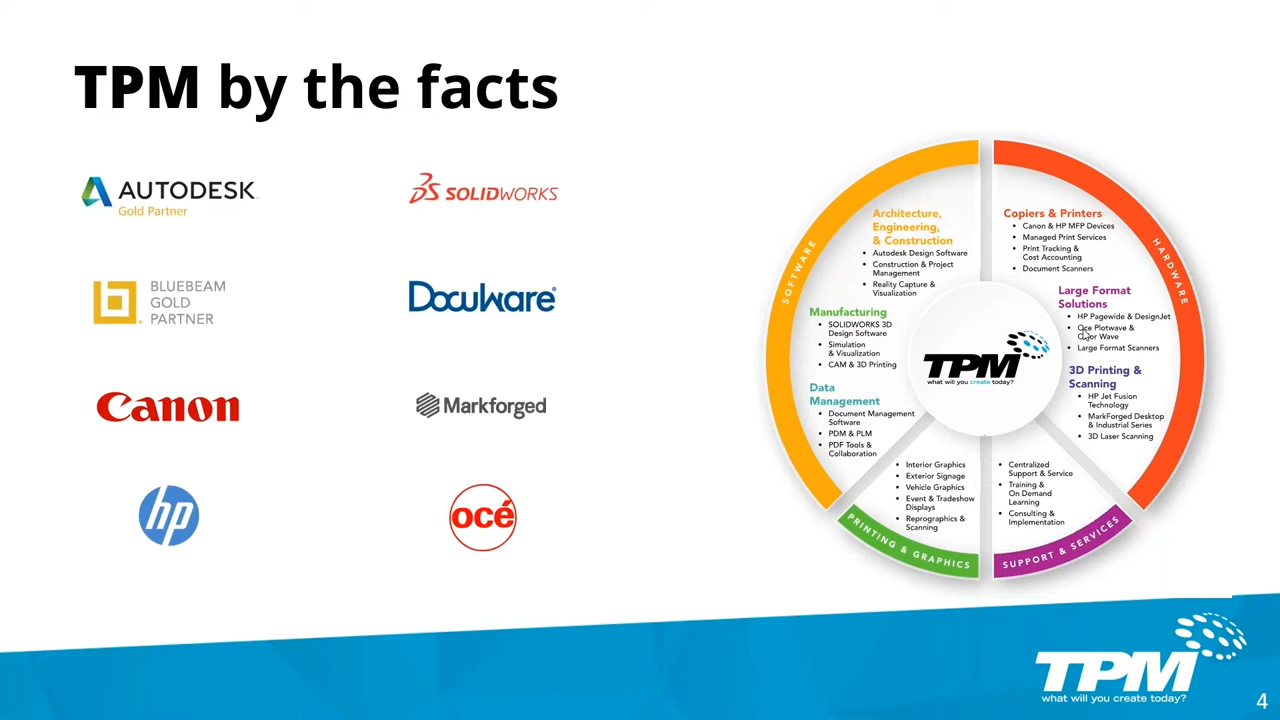 TPM by the facts
AUTODESK
Gold Partner
SOLIDWORKS
BLUEBEAM
GOLD
PARTNER
DocuWare
Canon
Markforged
hp
océ
SOFTWARE
Architecture,
Engineering,
& Construction
• Autodesk Design Software
• Construction & Project
Management
• Reality Capture &
Visualization
Manufacturing
• SOLIDWORKS 3D
Design Software
• Simulation
& Visualization
• CAM & 3D Printing
Data
Management
• Document Management
Software
• PDM & PLM
• PDF Tools &
Collaboration
HARDWARE
Copiers & Printers
• Canon & HP MFP Devices
• Managed Print Services
• Print Tracking &
Cost Accounting
• Document Scanners
Large Format
Solutions
• HP Pagewide & DesignJet
• Oce Plotwave &
Color Wave
• Large Format Scanners
3D Printing &
Scanning
• HP Jet Fusion
Technology
• MarkForged Desktop
& Industrial Series
• 3D Laser Scanning
TPM
what will you create today?
• Interior Graphics
• Exterior Signage
• Vehicle Graphics
• Event & Tradeshow
Displays
• Reprographics &
Scanning
PRINTING & GRAPHICS
• Centralized
Support & Service
• Training &
On Demand
Learning
• Consulting &
Implementation
SUPPORT & SERVICES
TPM
what will you create today?
4